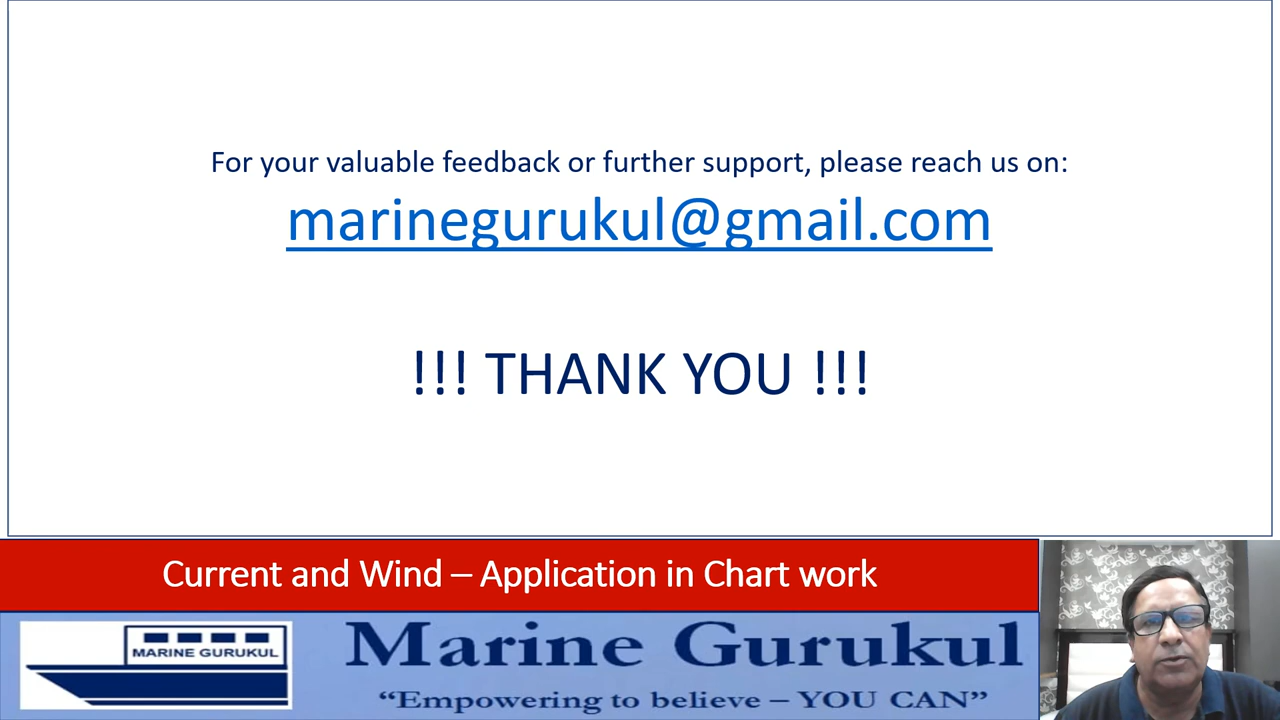 For your valuable feedback or further support, please reach us on:
marinegurukul@gmail.com
!!! THANK YOU !!!
Current and Wind – Application in Chart work
MARINE GURUKUL
Marine Gurukul
“Empowering to believe – YOU CAN”